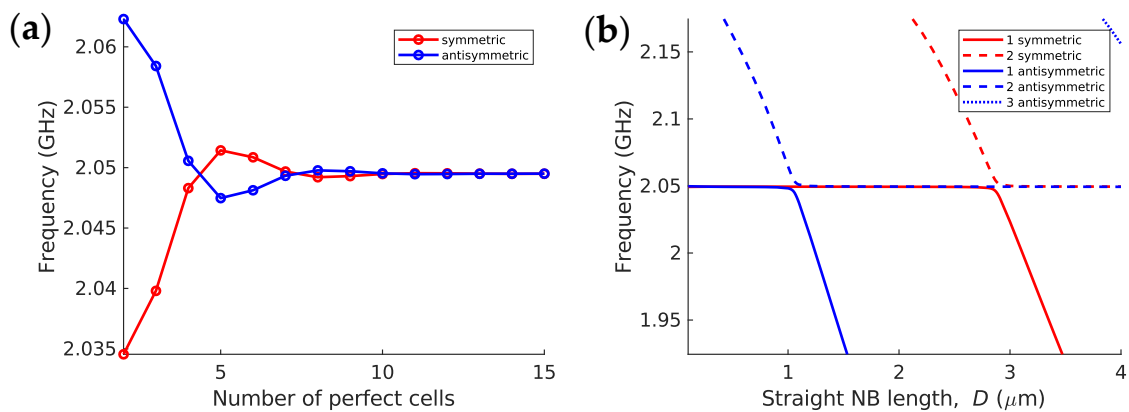 (a)
2.06
2.055
2.05
2.045
2.04
2.035
Frequency (GHz)
5
10
15
Number of perfect cells
symmetric
antisymmetric
(b)
2.15
2.1
2.05
2
1.95
Frequency (GHz)
1
2
3
4
Straight NB length, D (μm)
1 symmetric
2 symmetric
1 antisymmetric
2 antisymmetric
3 antisymmetric